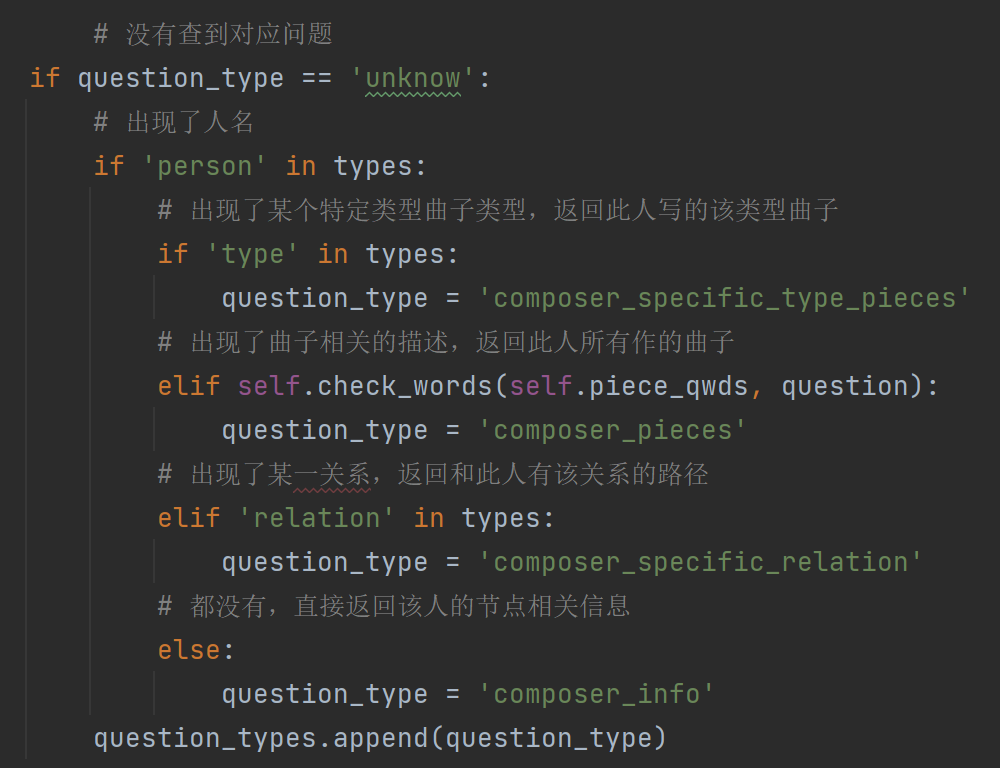 # 没有查到对应问题
if question_type == 'unknow':
# 出现了人名
if 'person' in types:
# 出现了某个特定类型曲子类型，返回此人写的该类型曲子
if 'type' in types:
question_type = 'composer_specific_type_pieces'
# 出现了曲子相关的描述，返回此人所有作的曲子
elif self.check_words(self.piece_qwds, question):
question_type = 'composer_pieces'
# 出现了某一关系，返回和此人有该关系的路径
elif 'relation' in types:
question_type = 'composer_specific_relation'
# 都没有，直接返回该人的节点相关信息
else:
question_type = 'composer_info'
question_types.append(question_type)